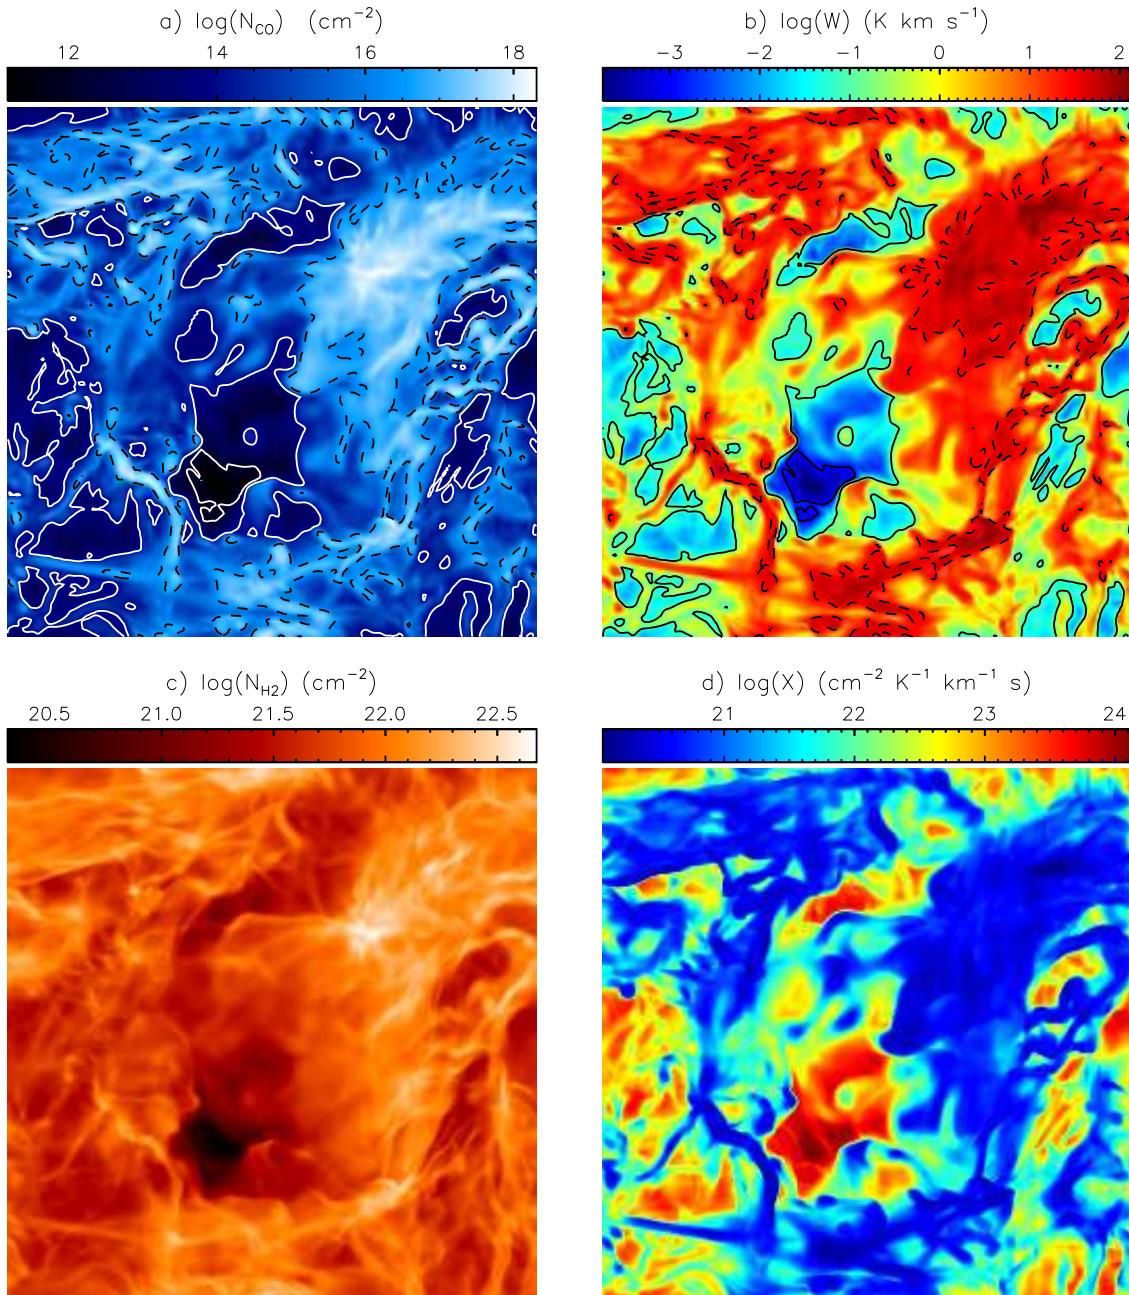 a) log(N_CO) (cm⁻²)
12 14 16 18
b) log(W) (K km s⁻¹)
−3 −2 −1 0 1 2
c) log(N_H2) (cm⁻²)
20.5 21.0 21.5 22.0 22.5
d) log(X) (cm⁻² K⁻¹ km⁻¹ s)
21 22 23 24